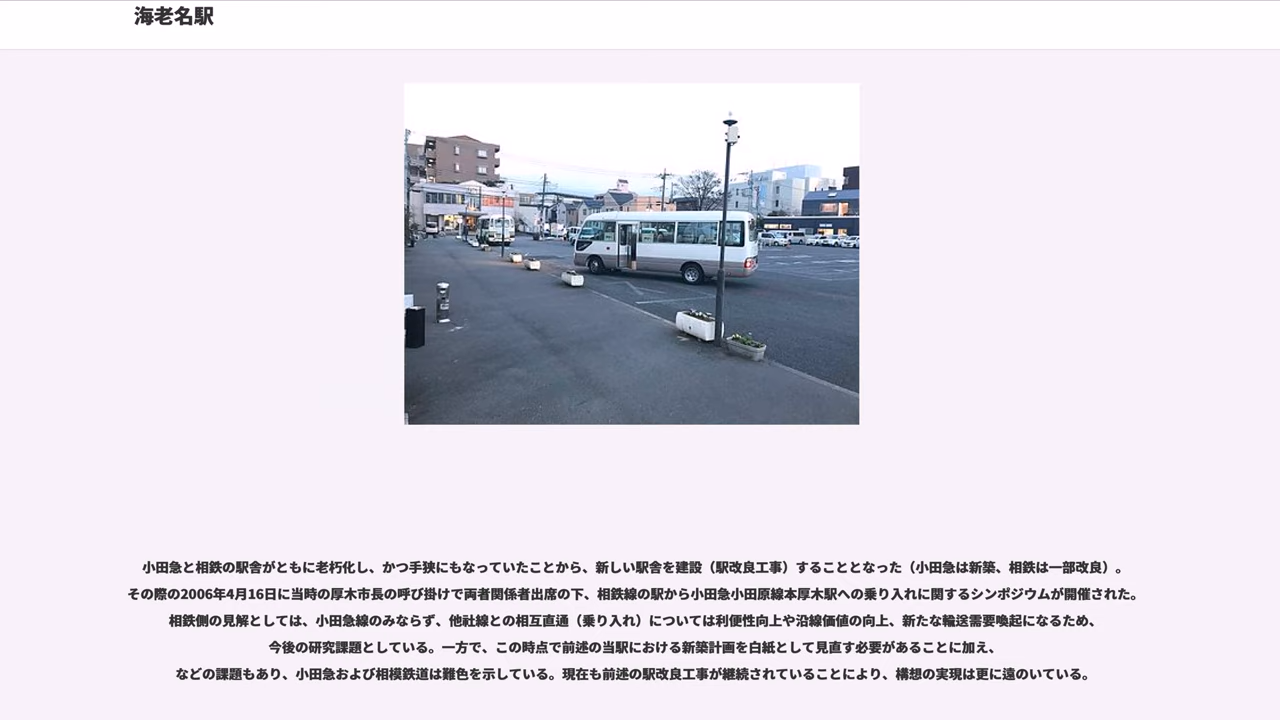 海老名駅
小田急と相鉄の駅舎がともに老朽化し、かつ手狭にもなっていたことから、新しい駅舎を建設（駅改良工事）することとなった（小田急は新築、相鉄は一部改良）。
その際の2006年4月16日に当時の厚木市長の呼び掛けで両者関係者出席の下、相鉄線の駅から小田急小田原線本厚木駅への乗り入れに関するシンポジウムが開催された。
相鉄側の見解としては、小田急線のみならず、他社線との相互直通（乗り入れ）については利便性向上や沿線価値の向上、新たな輸送需要喚起になるため、
今後の研究課題としている。一方で、この時点で前述の当駅における新築計画を白紙として見直す必要があることに加え、
などの課題もあり、小田急および相模鉄道は難色を示している。現在も前述の駅改良工事が継続されていることにより、構想の実現は更に遠のいている。